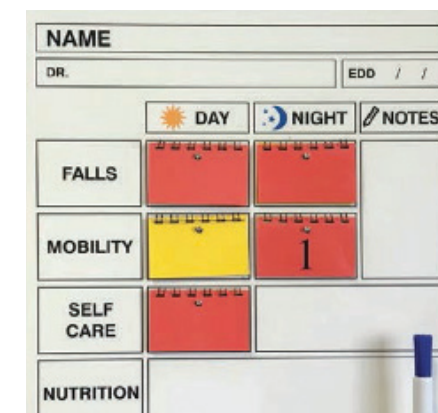 NAME
DR.
EDD / /
DAY NIGHT NOTES
FALLS
MOBILITY 1
SELF
CARE
NUTRITION